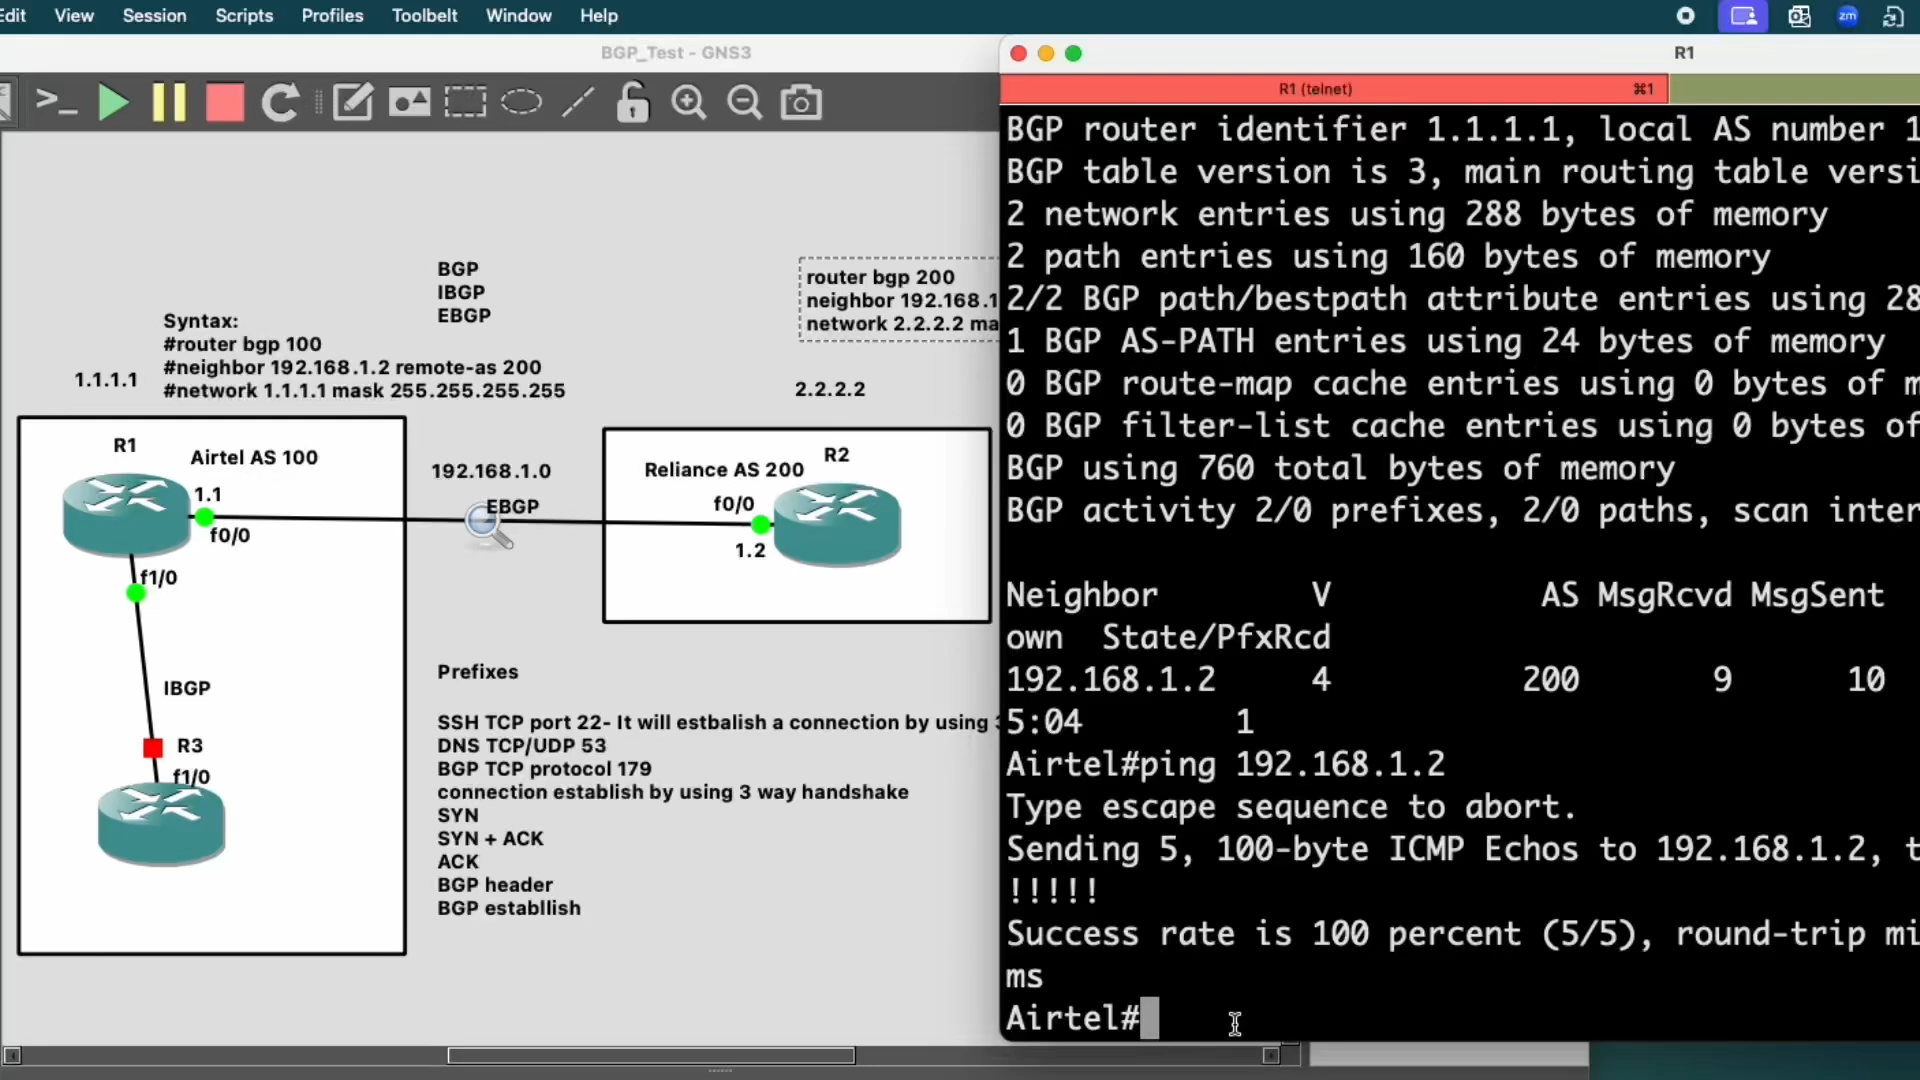 View Session Scripts Profiles Toolbelt Window Help
zm
BGP_Test - GNS3
R1
R1 (telnet) ⌘1
BGP
IBGP
EBGP
router bgp 200
neighbor 192.168.1
network 2.2.2.2
Syntax:
#router bgp 100
#neighbor 192.168.1.2 remote-as 200
#network 1.1.1.1 mask 255.255.255.255
1.1.1.1
2.2.2.2
R1
Airtel AS 100
1.1
f0/0
f1/0
192.168.1.0
EBGP
Reliance AS 200
R2
f0/0
1.2
IBGP
R3
f1/0
Prefixes
SSH TCP port 22- It will estbalish a connection by using
DNS TCP/UDP 53
BGP TCP protocol 179
connection establish by using 3 way handshake
SYN
SYN + ACK
ACK
BGP header
BGP establlish
BGP router identifier 1.1.1.1, local AS number 1
BGP table version is 3, main routing table versi
2 network entries using 288 bytes of memory
2 path entries using 160 bytes of memory
2/2 BGP path/bestpath attribute entries using 28
1 BGP AS-PATH entries using 24 bytes of memory
0 BGP route-map cache entries using 0 bytes of m
0 BGP filter-list cache entries using 0 bytes of
BGP using 760 total bytes of memory
BGP activity 2/0 prefixes, 2/0 paths, scan inter
Neighbor V AS MsgRcvd MsgSent
own State/PfxRcd
192.168.1.2 4 200 9 10
5:04 1
Airtel#ping 192.168.1.2
Type escape sequence to abort.
Sending 5, 100-byte ICMP Echos to 192.168.1.2, t
!!!!!
Success rate is 100 percent (5/5), round-trip mi
ms
Airtel#